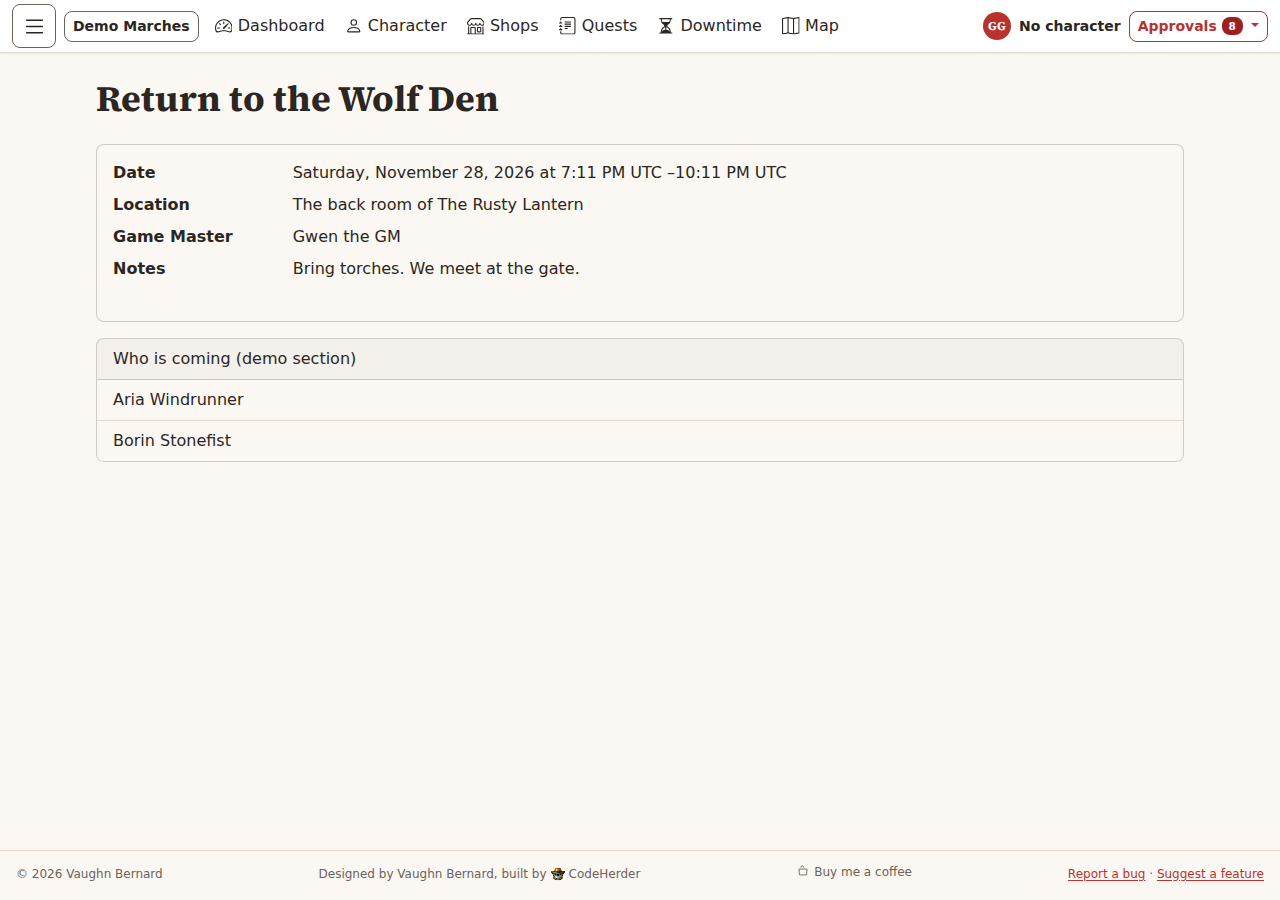 Demo Marches
Dashboard
Character
Shops
Quests
Downtime
Map
GG
No character
Approvals 8
Return to the Wolf Den
Date Saturday, November 28, 2026 at 7:11 PM UTC –10:11 PM UTC
Location The back room of The Rusty Lantern
Game Master Gwen the GM
Notes Bring torches. We meet at the gate.
Who is coming (demo section)
Aria Windrunner
Borin Stonefist
© 2026 Vaughn Bernard
Designed by Vaughn Bernard, built by CodeHerder
Buy me a coffee
Report a bug · Suggest a feature